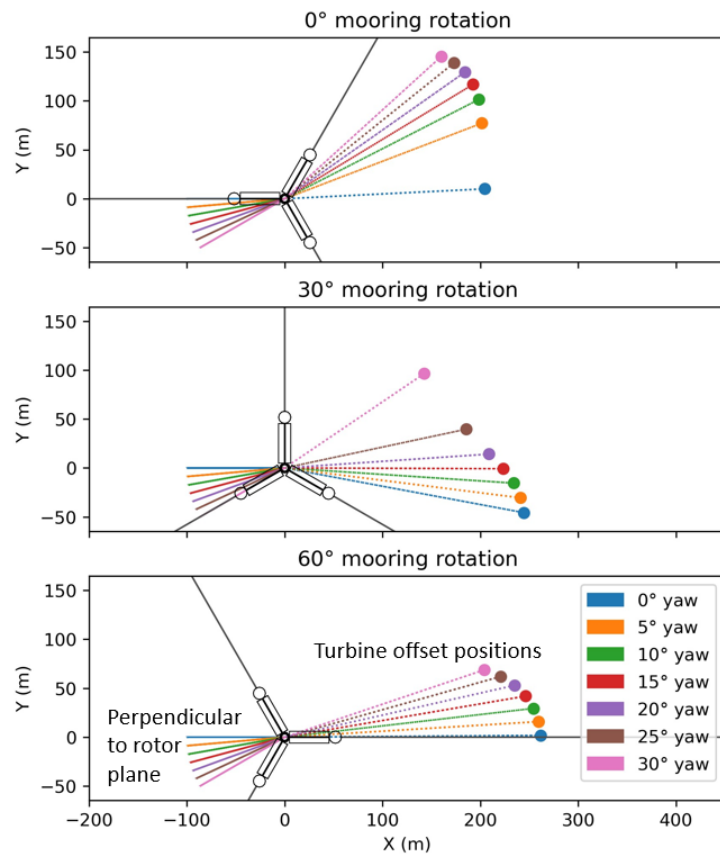 0° mooring rotation
150
100
50
0
−50
Y (m)
30° mooring rotation
150
100
50
0
−50
Y (m)
60° mooring rotation
150
100
50
0
−50
Y (m)
Turbine offset positions
Perpendicular
to rotor
plane
0° yaw
5° yaw
10° yaw
15° yaw
20° yaw
25° yaw
30° yaw
−200 −100 0 100 200 300 400
X (m)